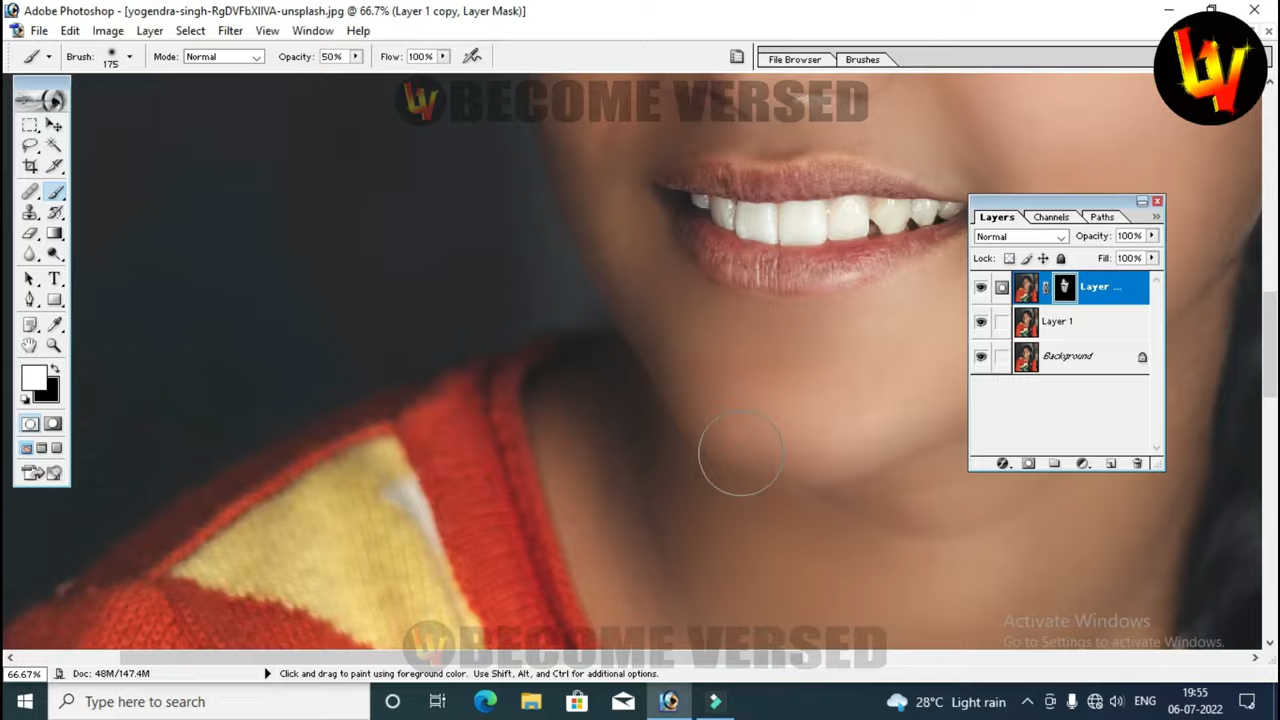 Adobe Photoshop - [yogendra-singh-RgDVFbXlIVA-unsplash.jpg @ 66.7% (Layer 1 copy, Layer Mask)]
File Edit Image Layer Select Filter View Window Help
Brush: 175 Mode: Normal Opacity: 50% Flow: 100% File Browser Brushes
BECOME VERSED
Layers Channels Paths
Normal Opacity: 100%
Lock: Fill: 100%
Layer ...
Layer 1
Background
T
BECOME VERSED
Activate Windows
Go to Settings to activate Windows.
66.67% Doc: 48M/147.4M Click and drag to paint using foreground color. Use Shift, Alt, and Ctrl for additional options.
Type here to search 28°C Light rain ENG 19:55
06-07-2022